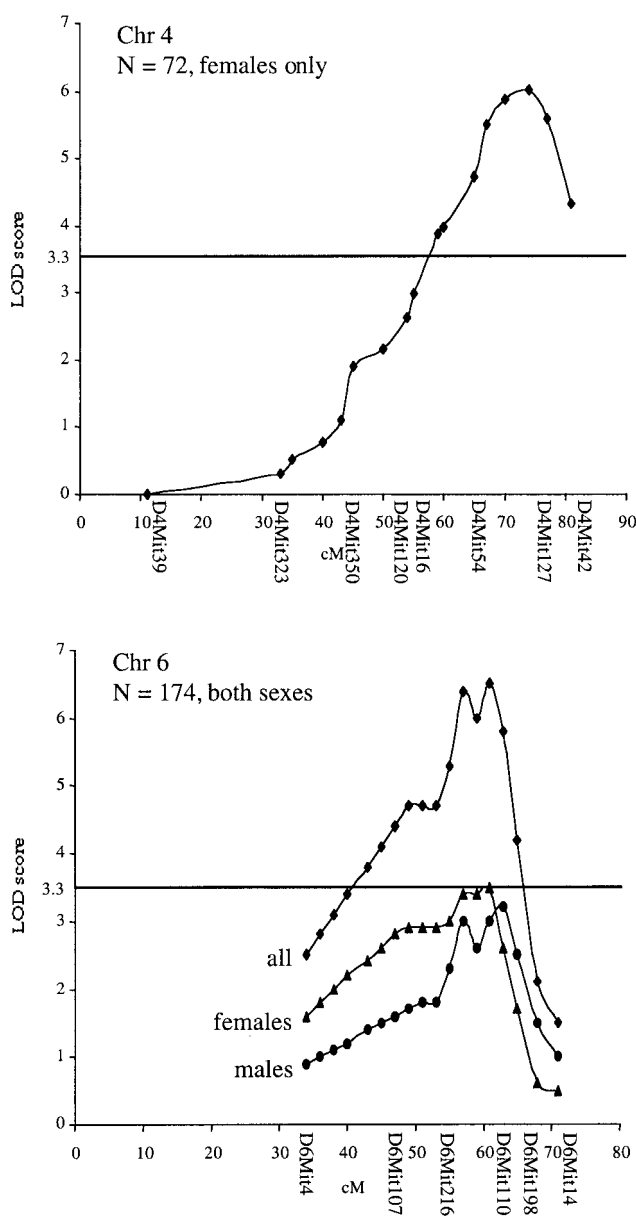 Chr 4
N = 72, females only
LOD score
7
6
5
4
3.3
3
2
1
0
0 10 20 30 40 50 60 70 80 90
D4Mit39
D4Mit323
D4Mit350
D4Mit120
D4Mit16
D4Mit54
D4Mit127
D4Mit42
cM
Chr 6
N = 174, both sexes
LOD score
7
6
5
4
3.3
3
2
1
0
all
females
males
0 10 20 30 40 50 60 70 80
D6Mit4
D6Mit107
D6Mit216
D6Mit110
D6Mit198
D6Mit14
cM